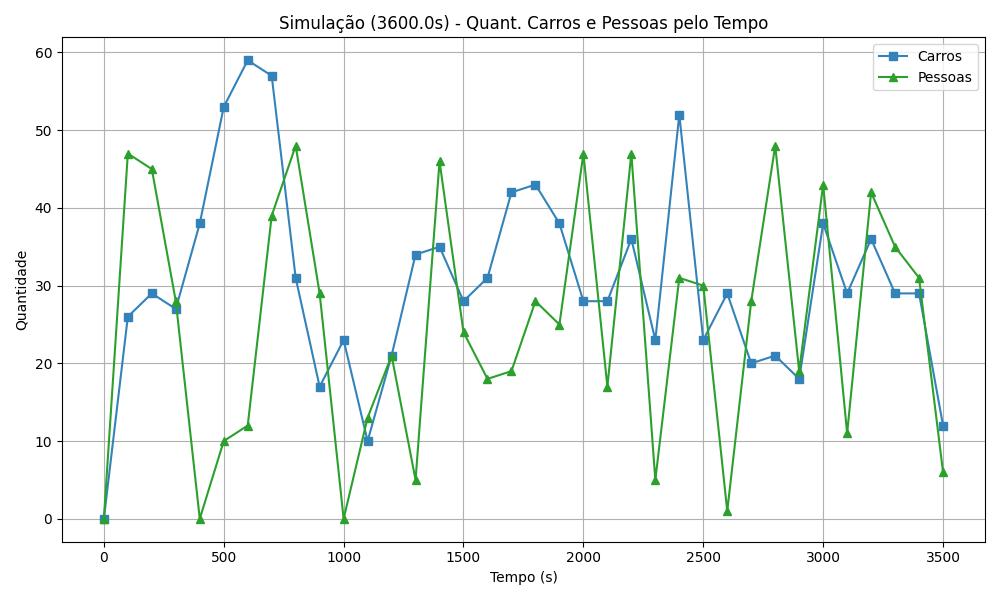 Simulação (3600.0s) - Quant. Carros e Pessoas pelo Tempo
Carros
Pessoas
Quantidade
60
50
40
30
20
10
0
0 500 1000 1500 2000 2500 3000 3500
Tempo (s)